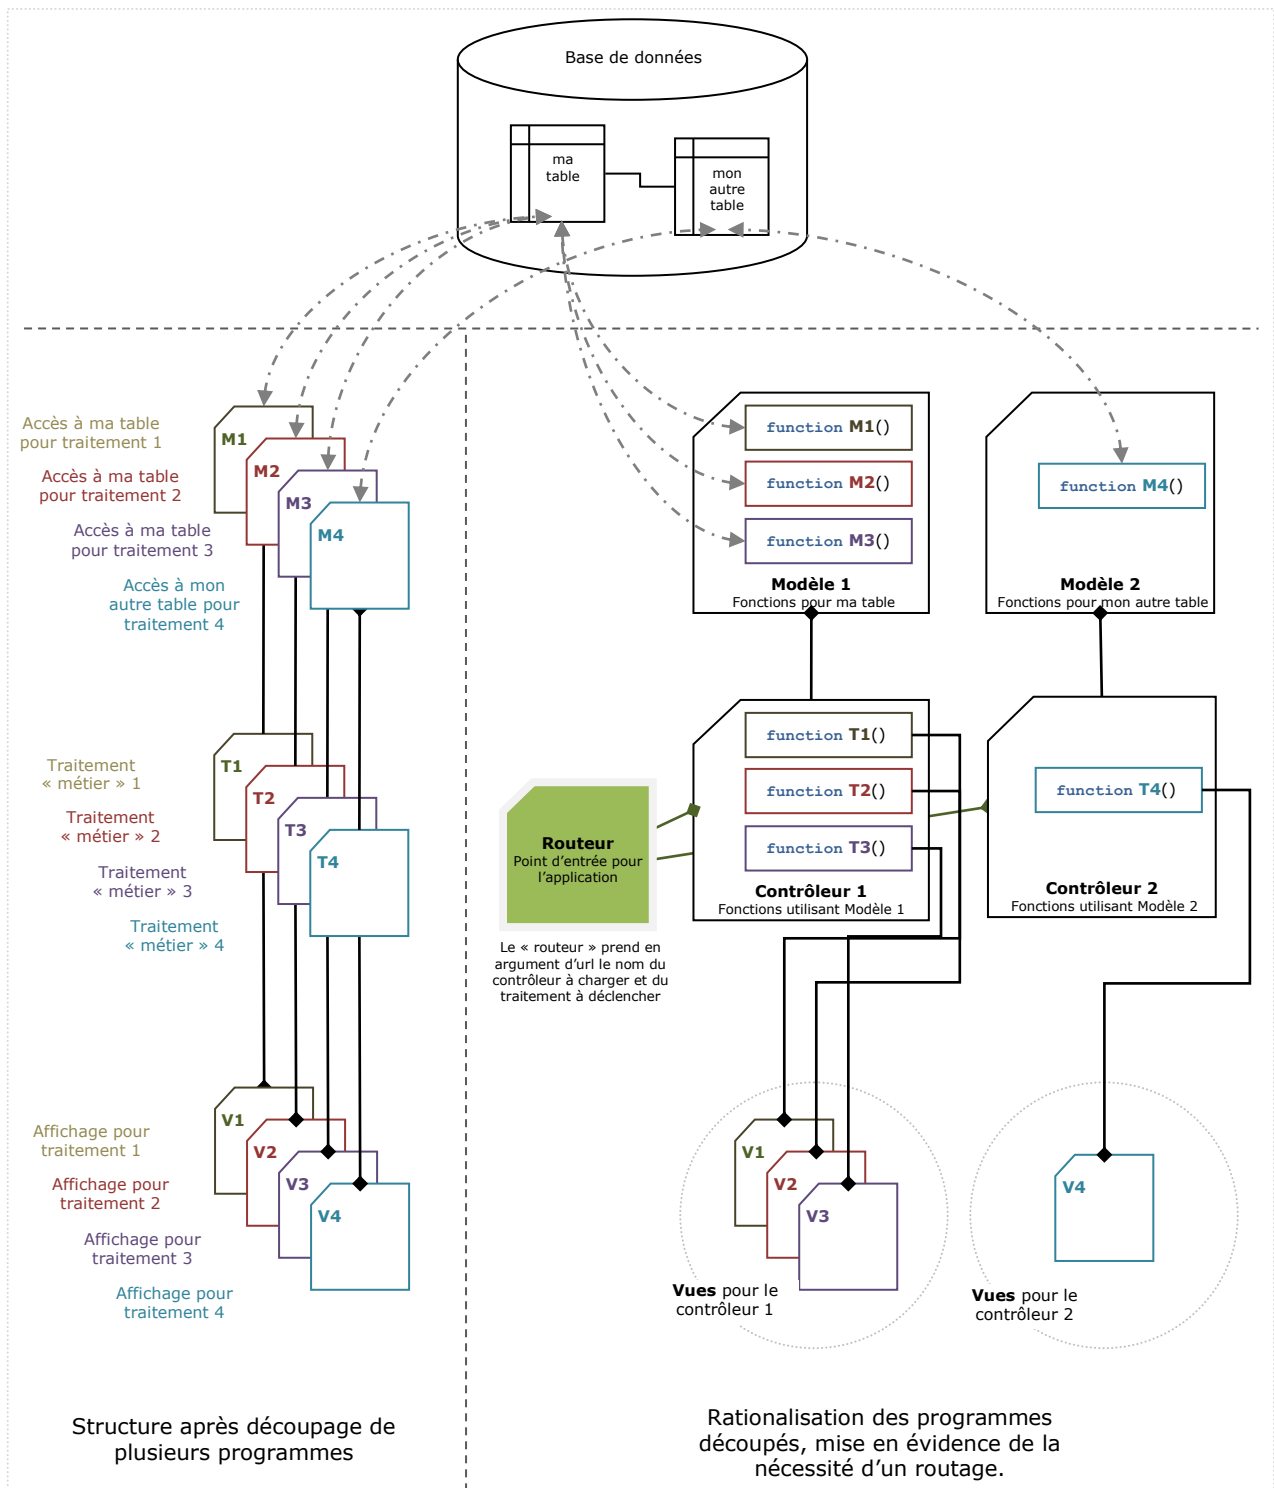 Base de données
ma
table
mon
autre
table
Accès à ma table
pour traitement 1
Accès à ma table
pour traitement 2
Accès à ma table
pour traitement 3
Accès à mon
autre table pour
traitement 4
M1
M2
M3
M4
Traitement
« métier » 1
Traitement
« métier » 2
Traitement
« métier » 3
Traitement
« métier » 4
T1
T2
T3
T4
Affichage pour
traitement 1
Affichage pour
traitement 2
Affichage pour
traitement 3
Affichage pour
traitement 4
V1
V2
V3
V4
Structure après découpage de
plusieurs programmes
function M1()
function M2()
function M3()
Modèle 1
Fonctions pour ma table
function M4()
Modèle 2
Fonctions pour mon autre table
Routeur
Point d'entrée pour
l'application
Le « routeur » prend en
argument d'url le nom du
contrôleur à charger et du
traitement à déclencher
function T1()
function T2()
function T3()
Contrôleur 1
Fonctions utilisant Modèle 1
function T4()
Contrôleur 2
Fonctions utilisant Modèle 2
V1
V2
V3
Vues pour le
contrôleur 1
V4
Vues pour le
contrôleur 2
Rationalisation des programmes
découpés, mise en évidence de la
nécessité d'un routage.